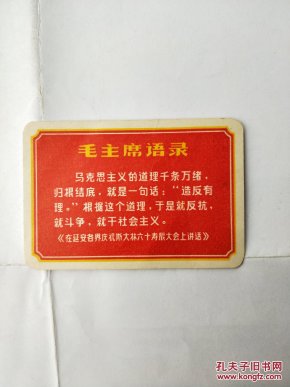 毛主席语录
马克思主义的道理千条万绪，
归根结底，就是一句话：“造反有
理。”根据这个道理，于是就反抗，
就斗争，就干社会主义。
《在延安各界庆祝斯大林六十寿辰大会上讲话》
孔夫子旧书网